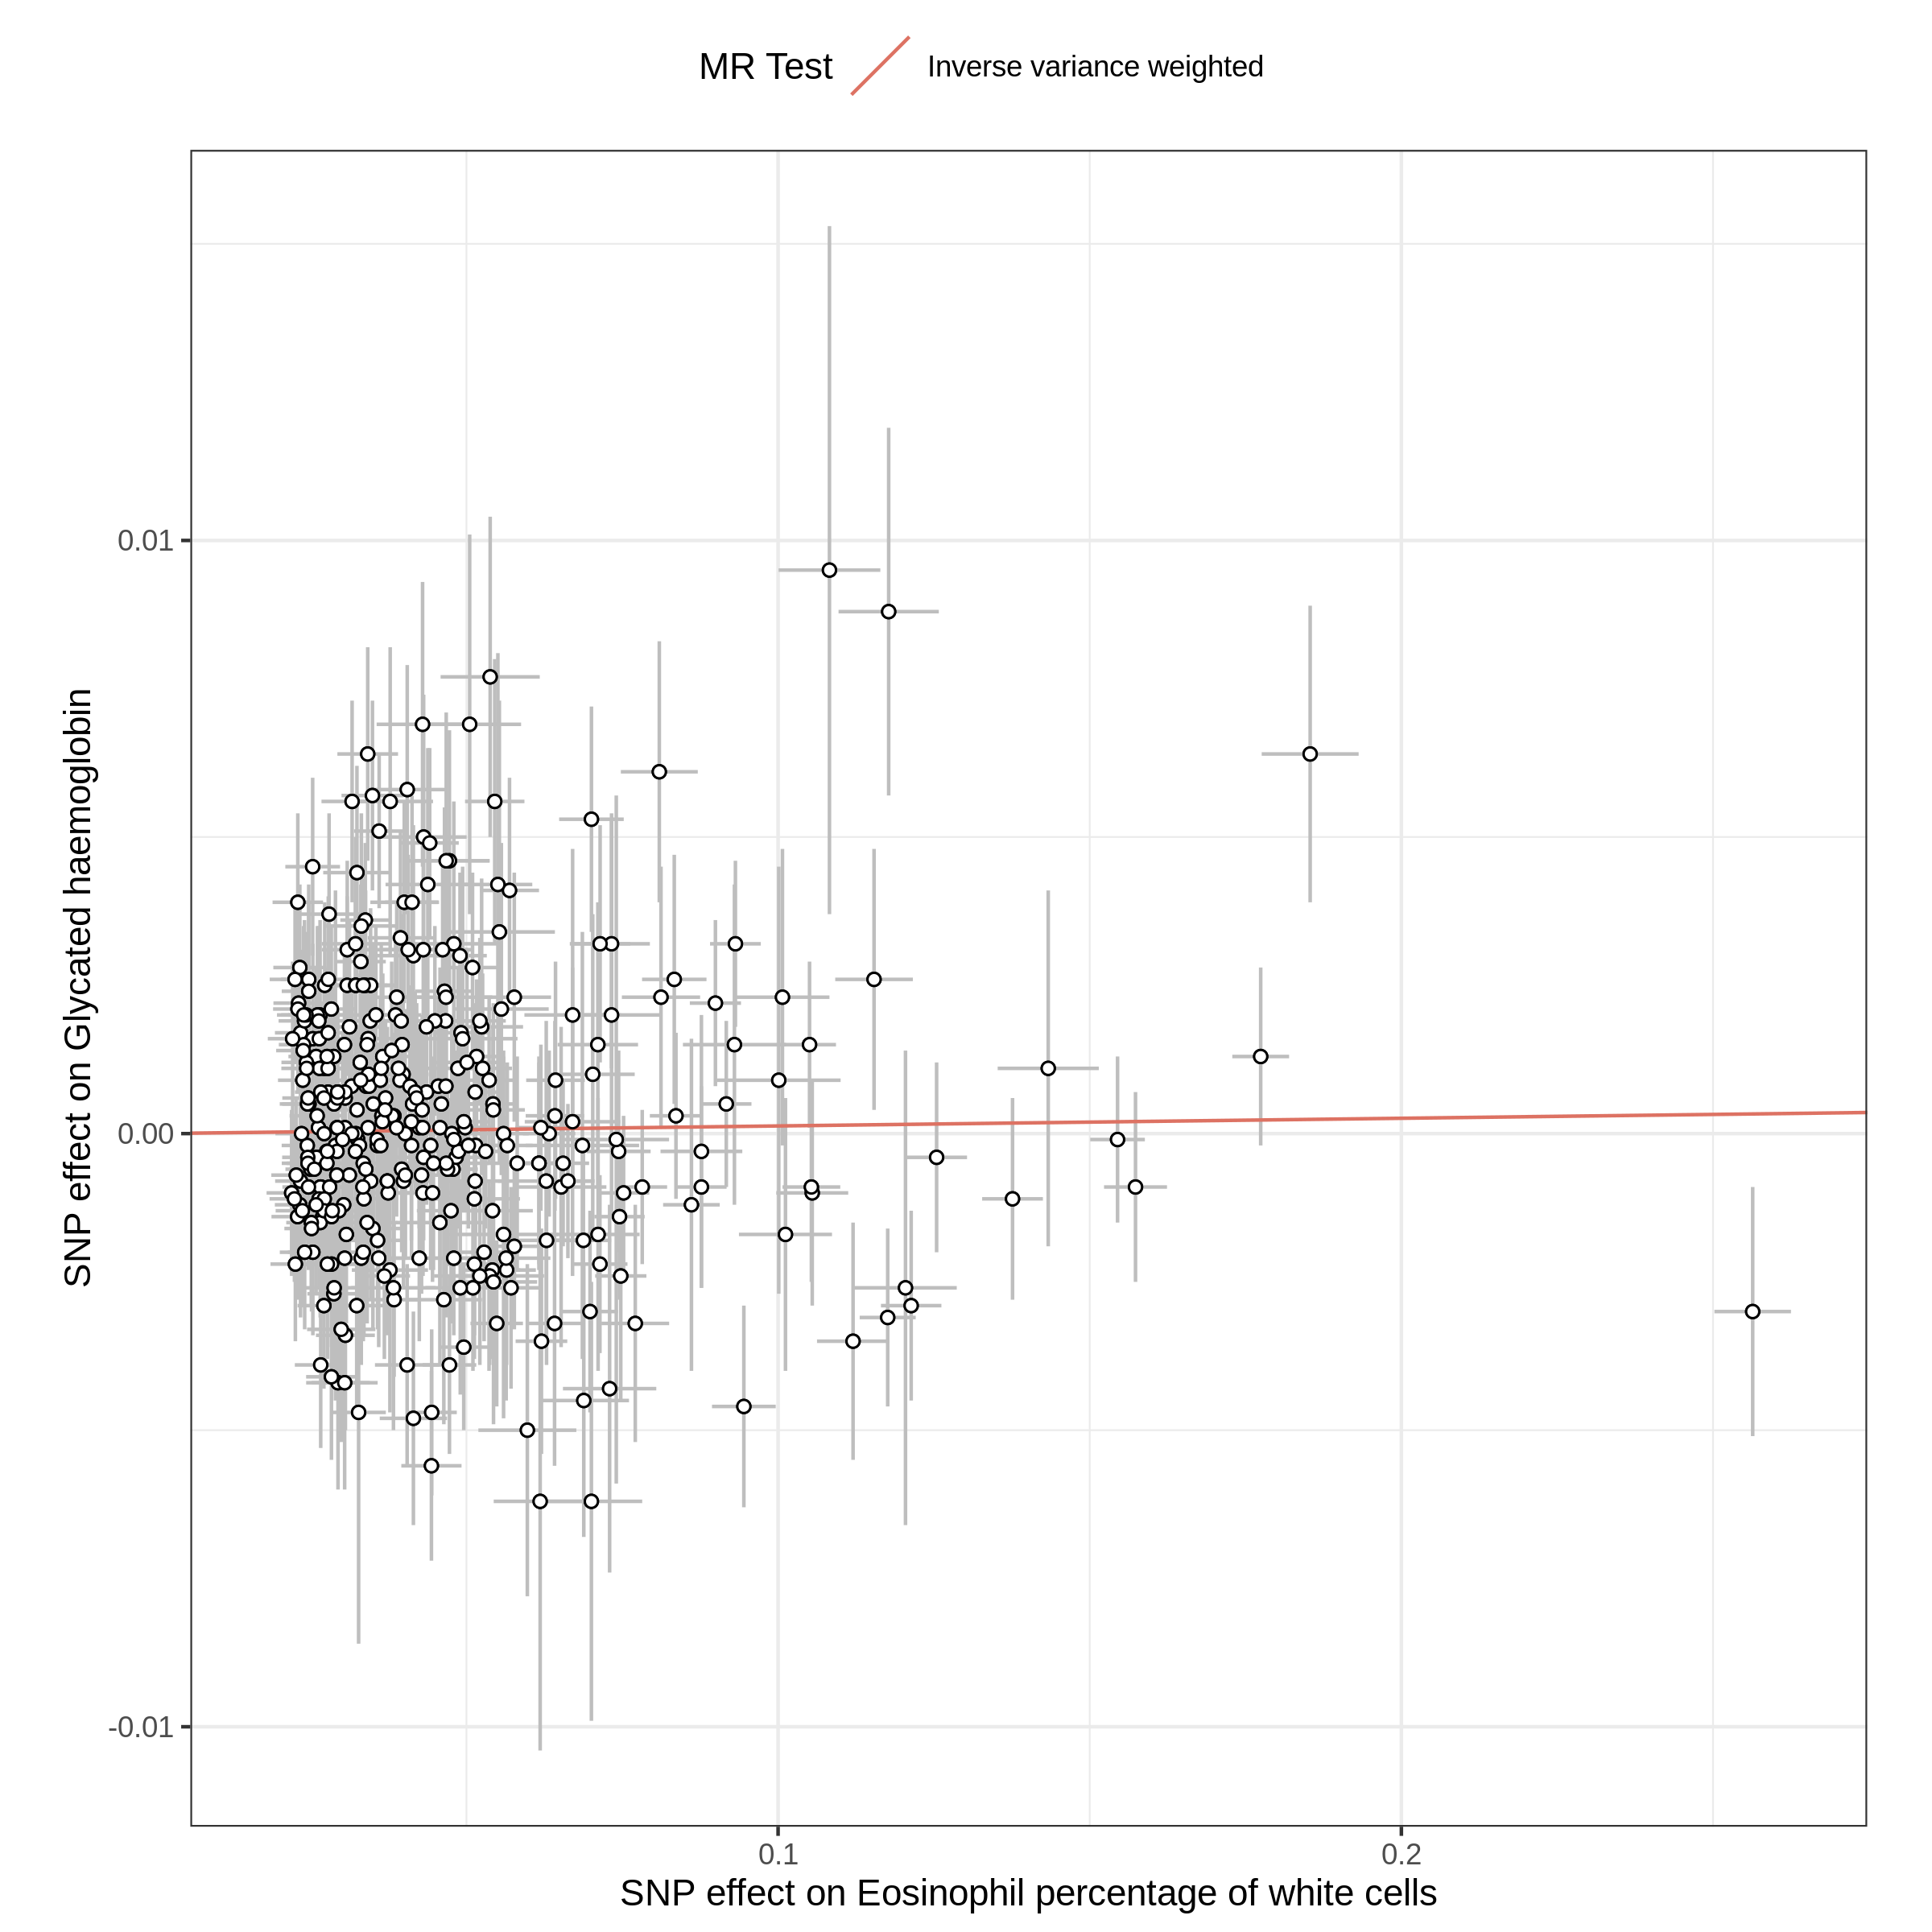 MR Test
Inverse variance weighted
SNP effect on Glycated haemoglobin
0.01
0.00
-0.01
0.1
0.2
SNP effect on Eosinophil percentage of white cells